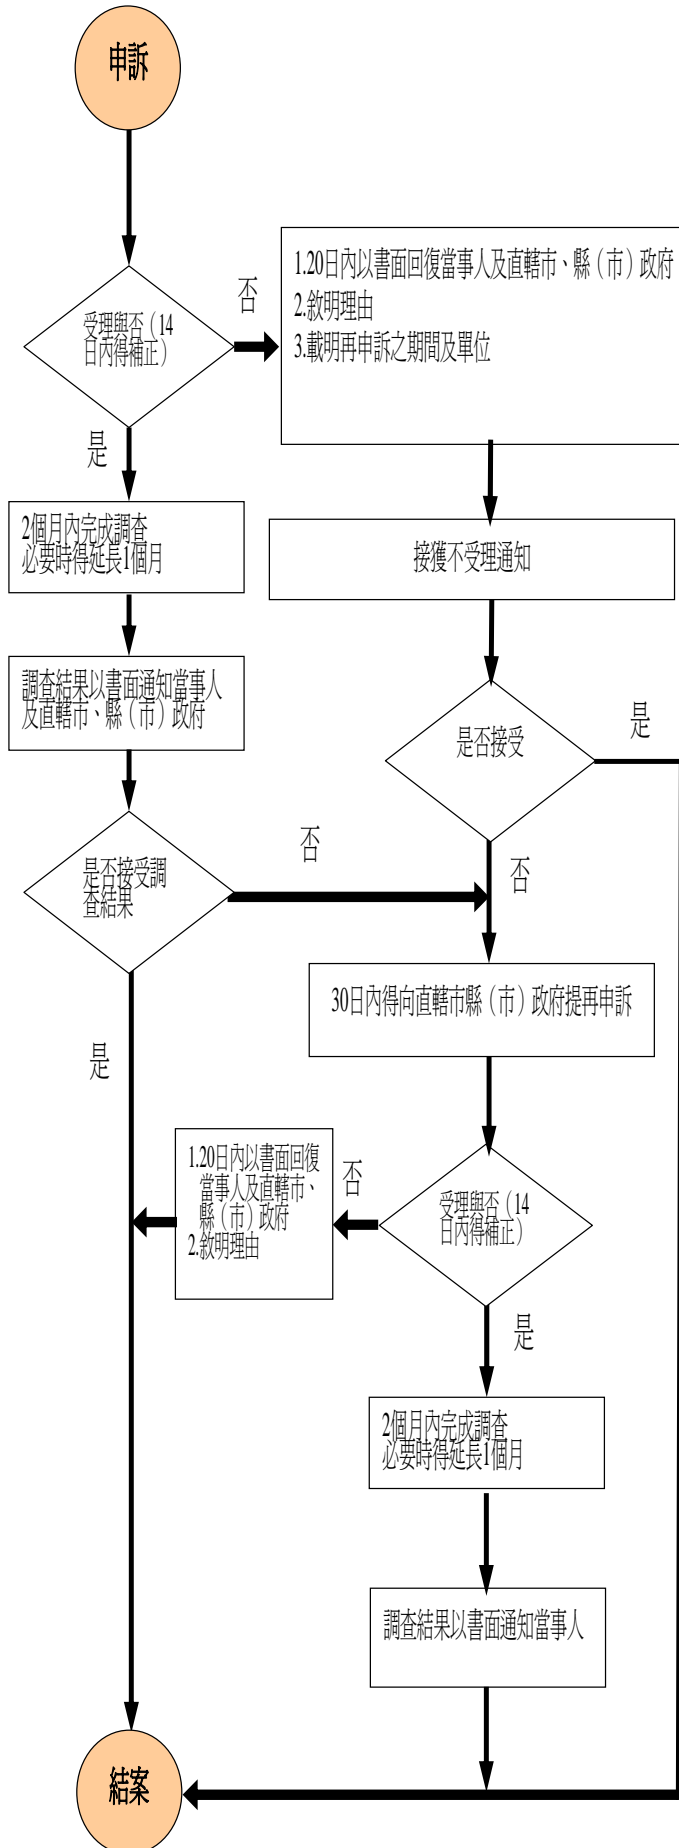 申訴
否
1.20日內以書面回復當事人及直轄市、縣（市）政府
2.敘明理由
3.載明再申訴之期間及單位
受理與否（14
日內得補正）
是
2個月內完成調查
必要時得延長1個月
接獲不受理通知
調查結果以書面通知當事人
及直轄市、縣（市）政府
是否接受
是
否
否
是否接受調
查結果
30日內得向直轄市縣（市）政府提再申訴
是
1.20日內以書面回復
當事人及直轄市、
縣（市）政府
2.敘明理由
否
受理與否（14
日內得補正）
是
2個月內完成調查
必要時得延長1個月
調查結果以書面通知當事人
結案